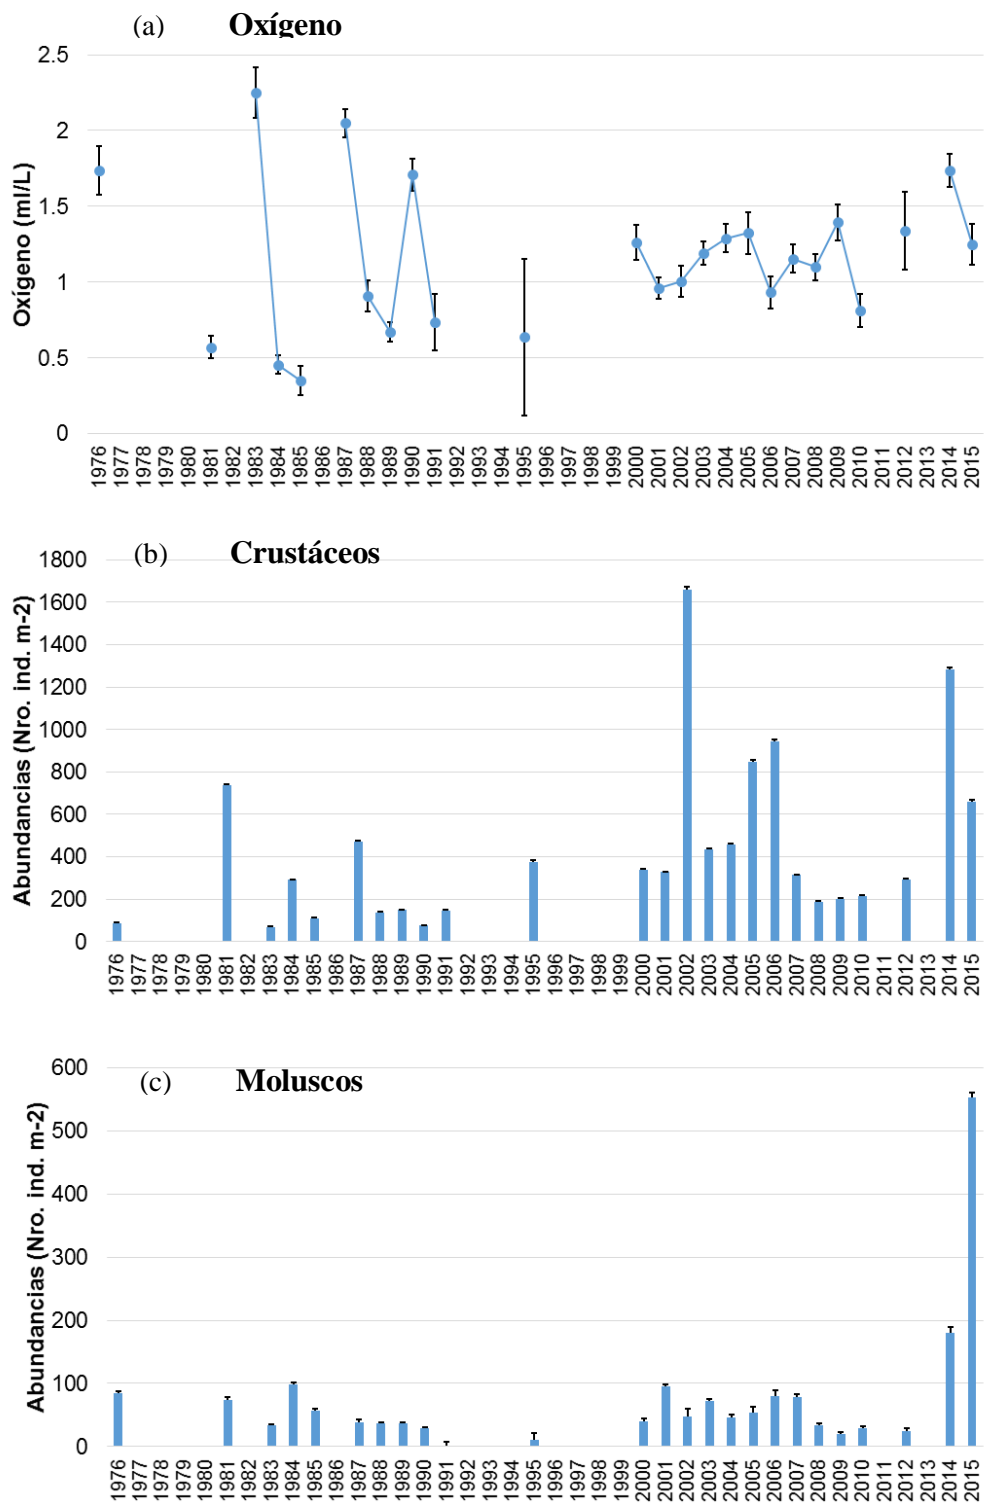 (a) Oxígeno
Oxígeno (ml/L)
2.5
2
1.5
1
0.5
0
1976 1977 1978 1979 1980 1981 1982 1983 1984 1985 1986 1987 1988 1989 1990 1991 1992 1993 1994 1995 1996 1997 1998 1999 2000 2001 2002 2003 2004 2005 2006 2007 2008 2009 2010 2011 2012 2013 2014 2015
(b) Crustáceos
Abundancias (Nro. ind. m-2)
1800
1600
1400
1200
1000
800
600
400
200
0
1976 1977 1978 1979 1980 1981 1982 1983 1984 1985 1986 1987 1988 1989 1990 1991 1992 1993 1994 1995 1996 1997 1998 1999 2000 2001 2002 2003 2004 2005 2006 2007 2008 2009 2010 2011 2012 2013 2014 2015
(c) Moluscos
Abundancias (Nro. ind. m-2)
600
500
400
300
200
100
0
1976 1977 1978 1979 1980 1981 1982 1983 1984 1985 1986 1987 1988 1989 1990 1991 1992 1993 1994 1995 1996 1997 1998 1999 2000 2001 2002 2003 2004 2005 2006 2007 2008 2009 2010 2011 2012 2013 2014 2015